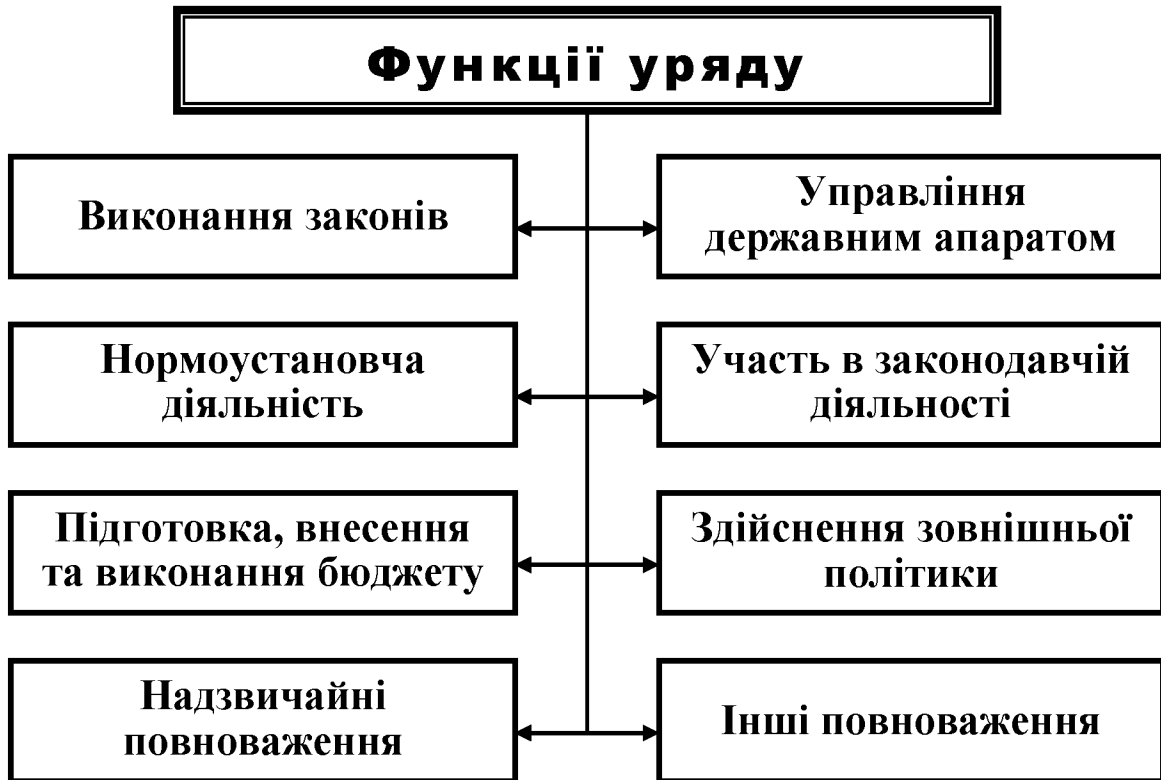 Функції уряду
Виконання законів
Управління
державним апаратом
Нормоустановча
діяльність
Участь в законодавчій
діяльності
Підготовка, внесення
та виконання бюджету
Здійснення зовнішньої
політики
Надзвичайні
повноваження
Інші повноваження